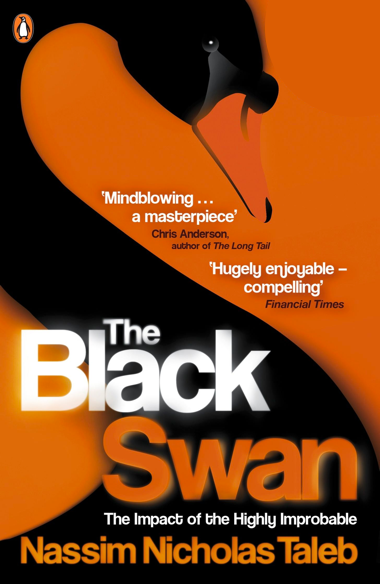 ‘Mindblowing ...
a masterpiece’
Chris Anderson,
author of The Long Tail
‘Hugely enjoyable –
compelling’
Financial Times
The
Black
Swan
The Impact of the Highly Improbable
Nassim Nicholas Taleb